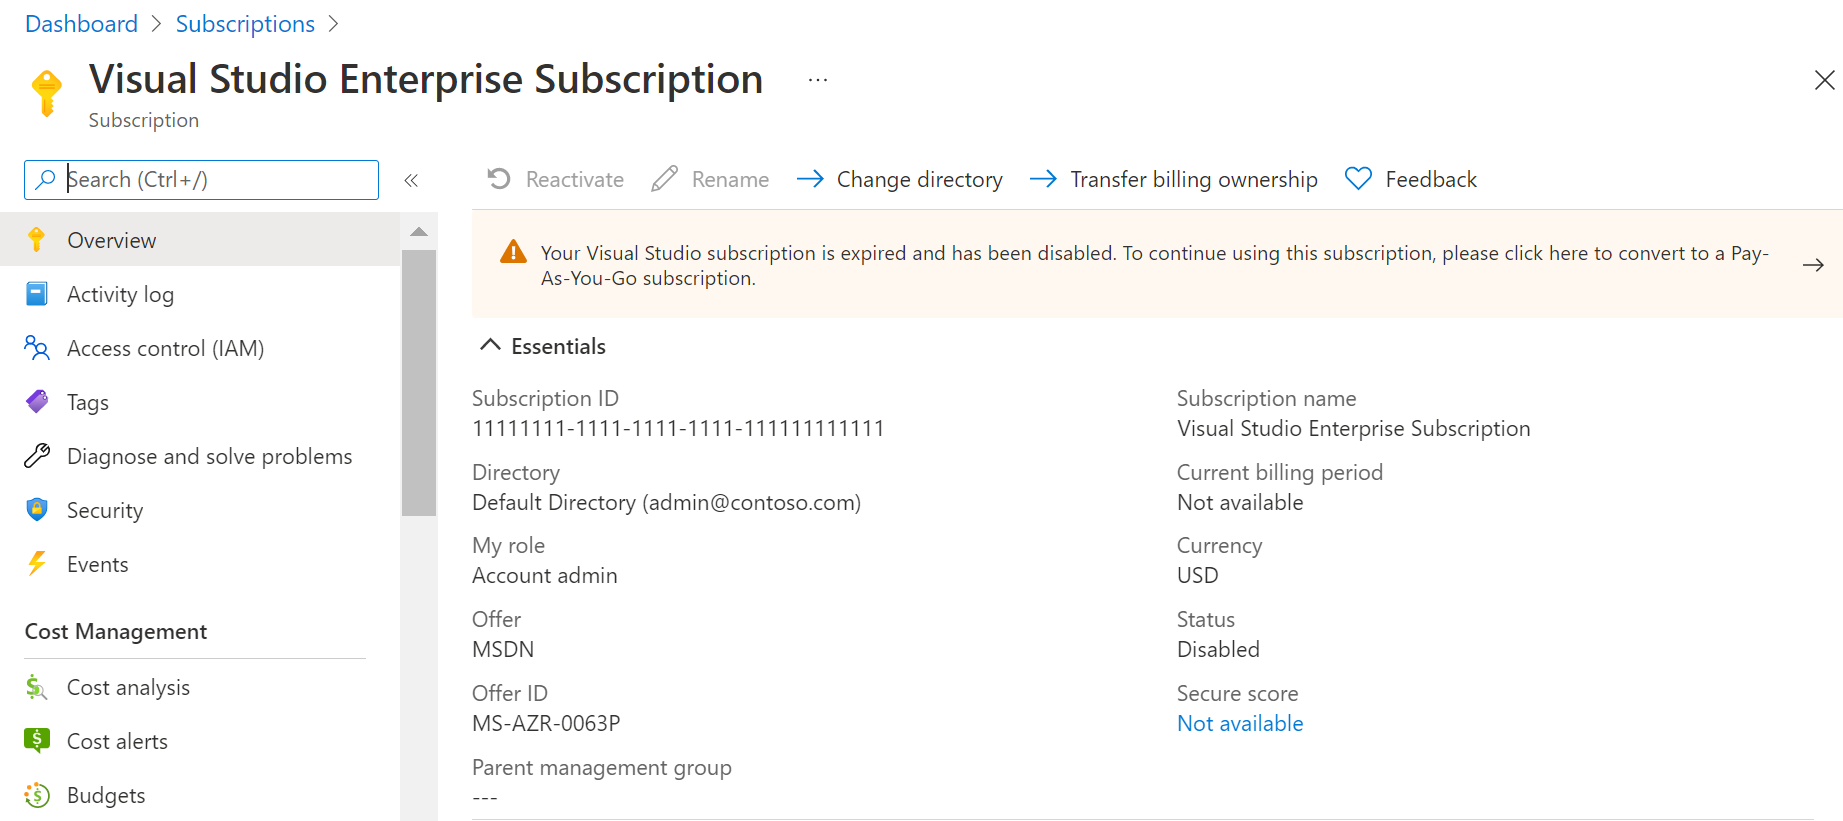 Dashboard > Subscriptions >
Visual Studio Enterprise Subscription ...
Subscription
Search (Ctrl+/) «
Overview
Activity log
Access control (IAM)
Tags
Diagnose and solve problems
Security
Events
Cost Management
Cost analysis
Cost alerts
Budgets
Reactivate Rename Change directory Transfer billing ownership Feedback
Your Visual Studio subscription is expired and has been disabled. To continue using this subscription, please click here to convert to a Pay-
As-You-Go subscription.
Essentials
Subscription ID
11111111-1111-1111-1111-111111111111
Directory
Default Directory (admin@contoso.com)
My role
Account admin
Offer
MSDN
Offer ID
MS-AZR-0063P
Parent management group
---
Subscription name
Visual Studio Enterprise Subscription
Current billing period
Not available
Currency
USD
Status
Disabled
Secure score
Not available